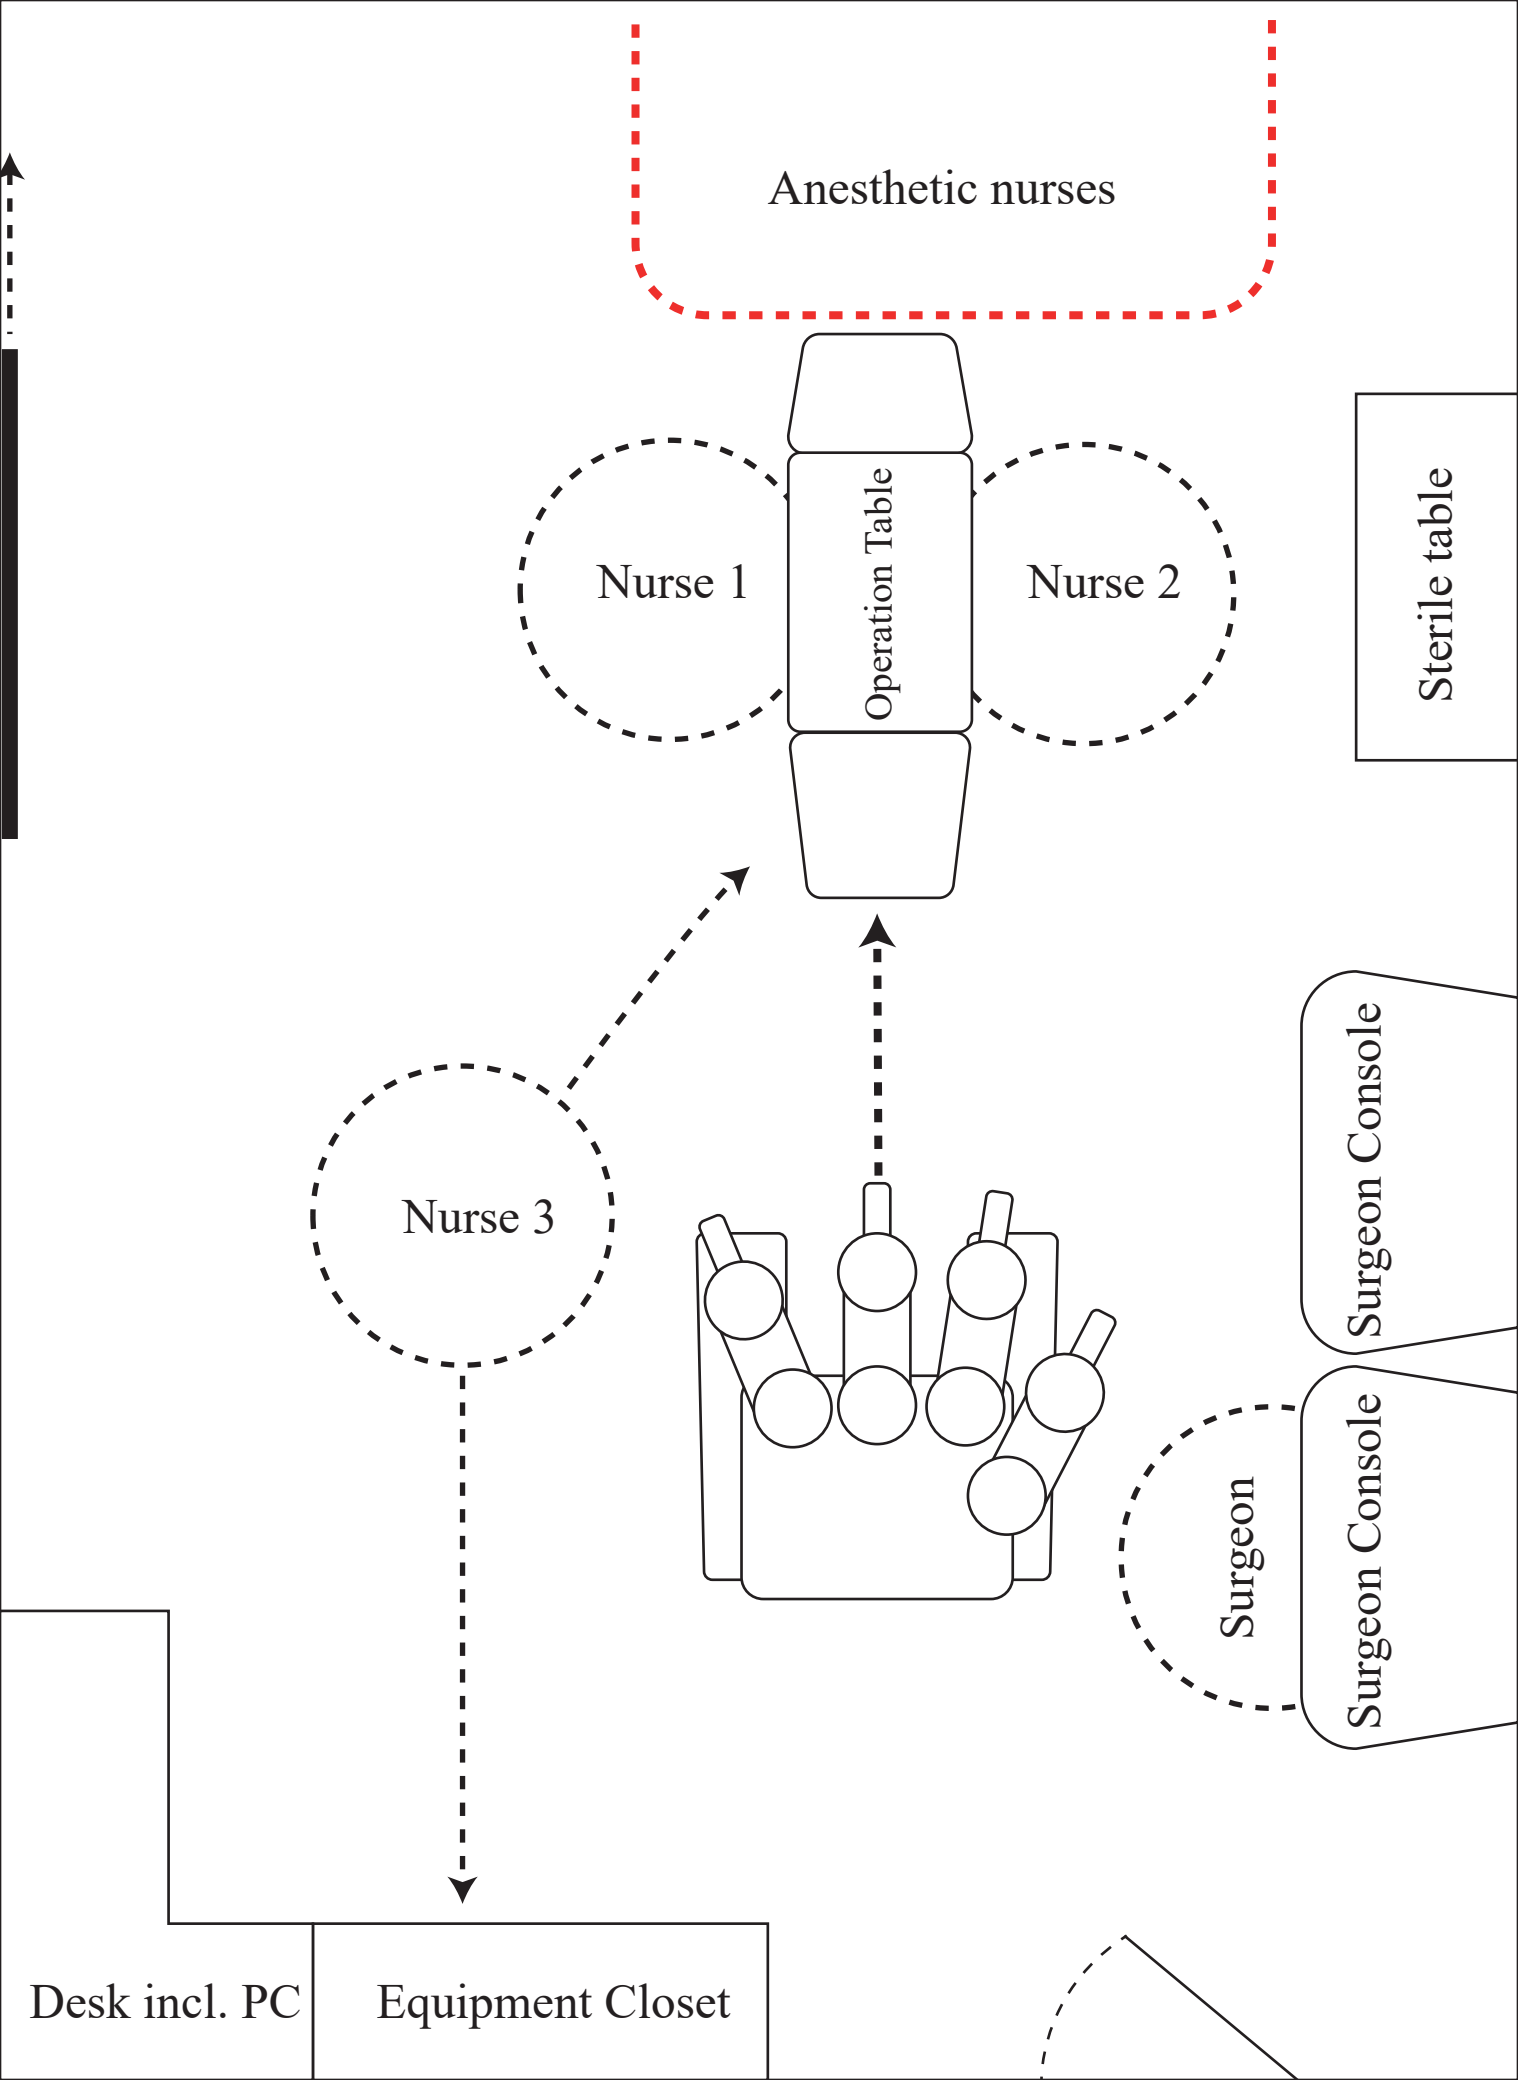 Anesthetic nurses
Nurse 1
Operation Table
Nurse 2
Sterile table
Surgeon Console
Nurse 3
Surgeon
Surgeon Console
Desk incl. PC
Equipment Closet